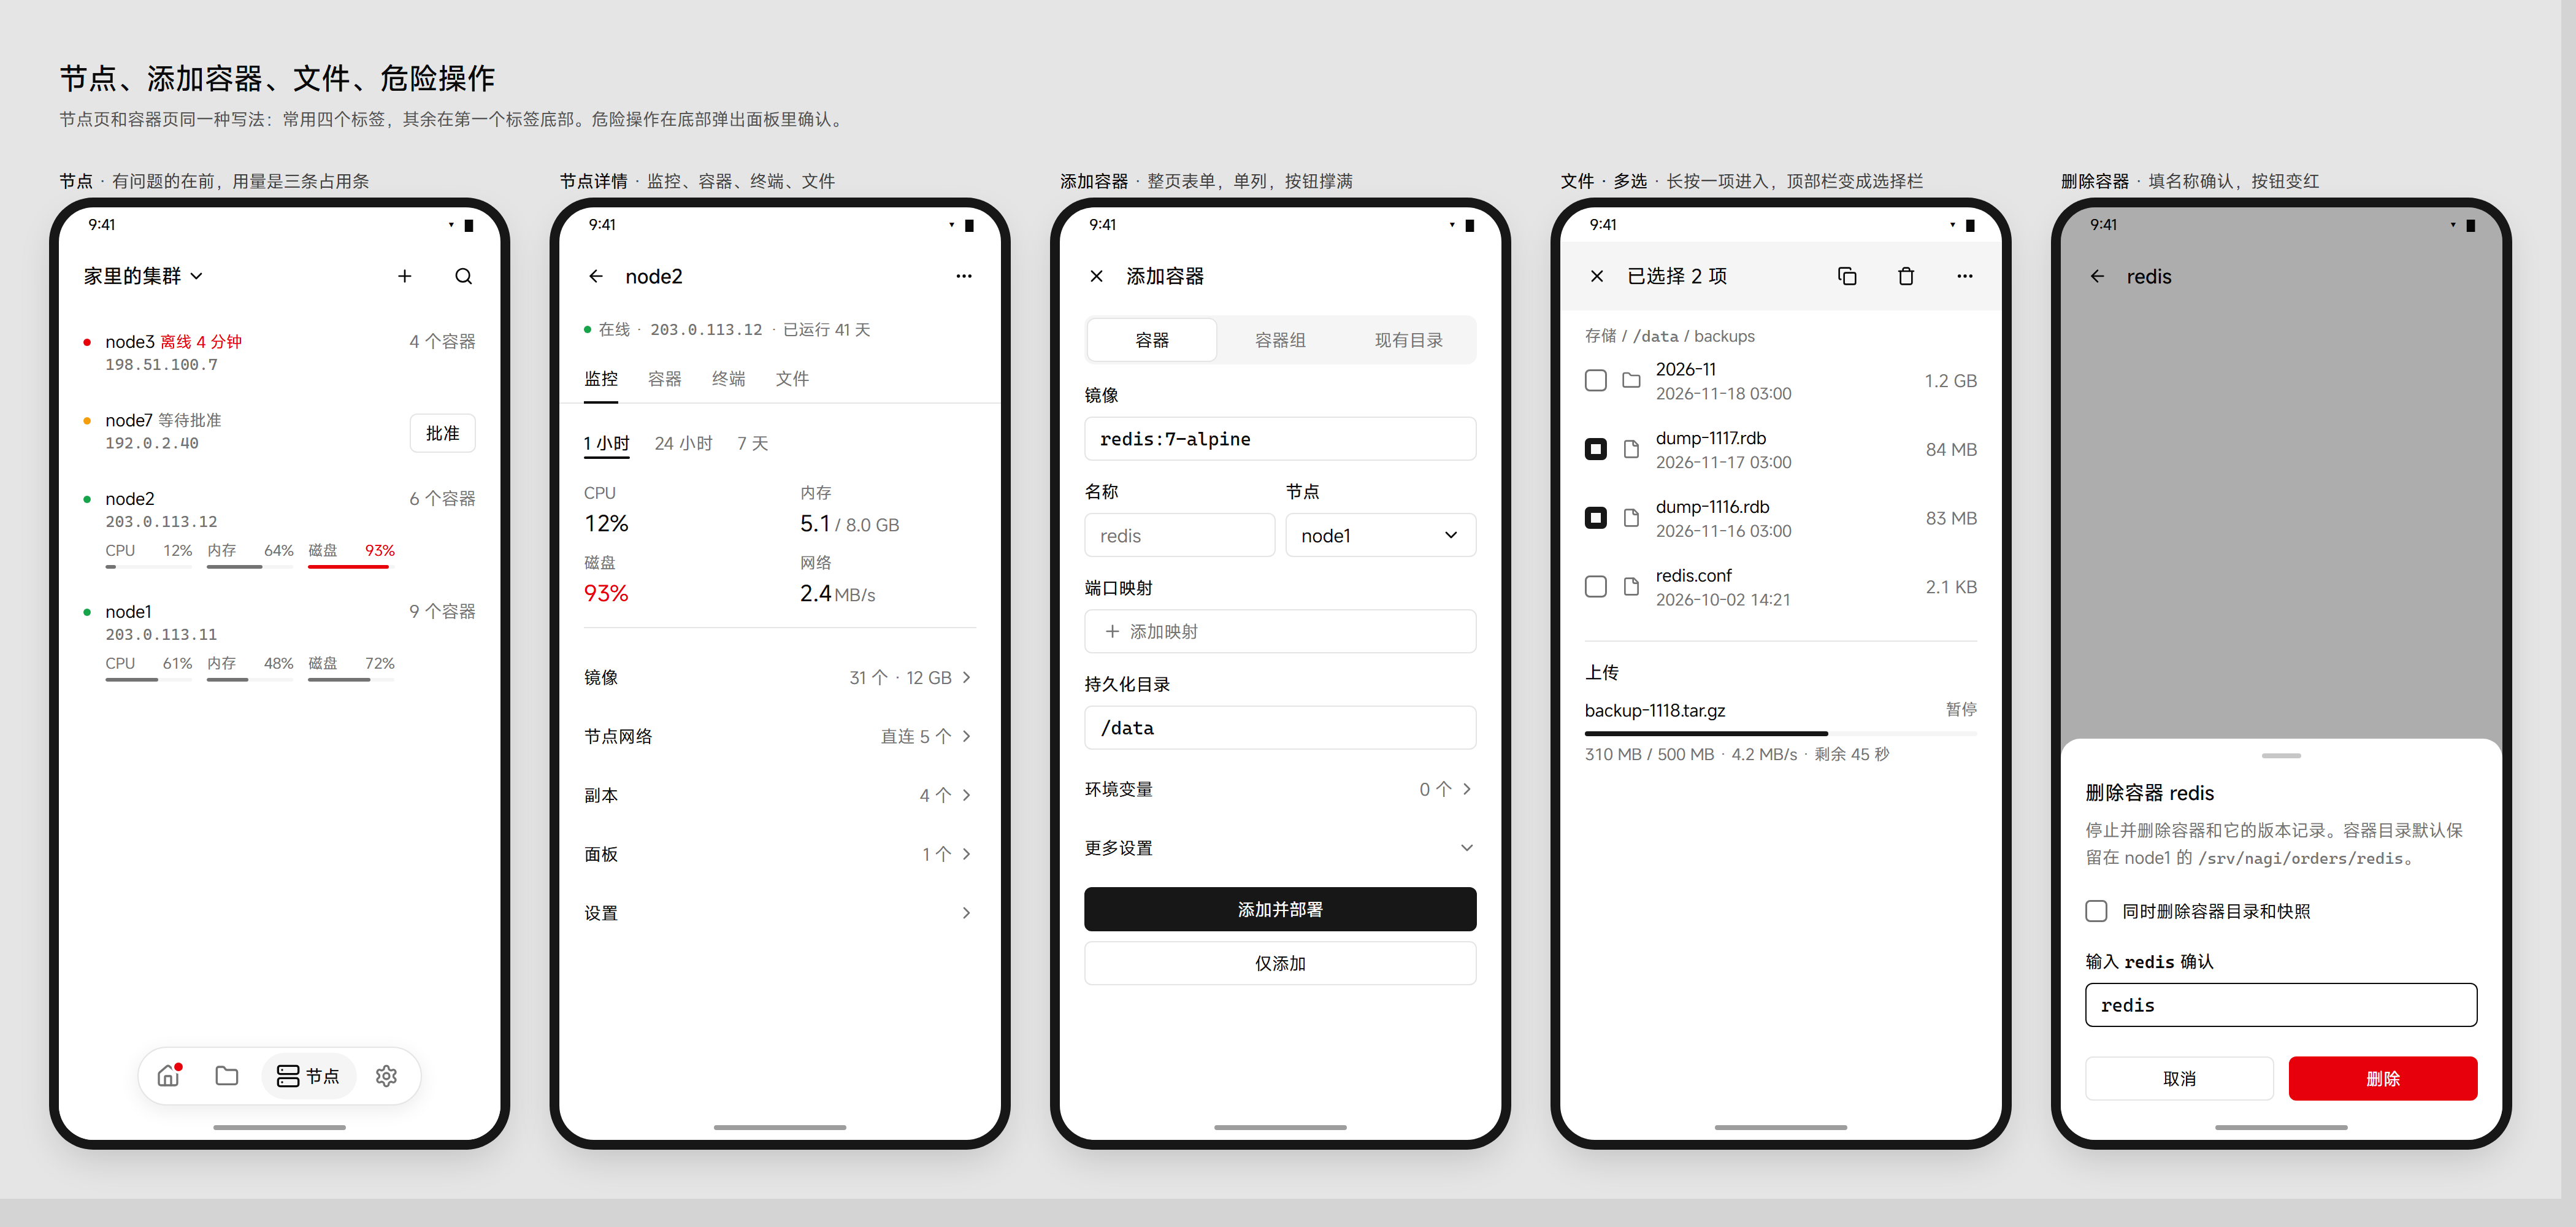 节点、添加容器、文件、危险操作
节点页和容器页同一种写法：常用四个标签，其余在第一个标签底部。危险操作在底部弹出面板里确认。
节点 · 有问题的在前，用量是三条占用条
9:41
家里的集群
node3 离线 4 分钟
4 个容器
198.51.100.7
node7 等待批准
192.0.2.40
批准
node2
6 个容器
203.0.113.12
CPU 12% 内存 64% 磁盘 93%
node1
9 个容器
203.0.113.11
CPU 61% 内存 48% 磁盘 72%
节点
节点详情 · 监控、容器、终端、文件
9:41
node2
在线 · 203.0.113.12 · 已运行 41 天
监控 容器 终端 文件
1 小时 24 小时 7 天
CPU 内存
12% 5.1 / 8.0 GB
磁盘 网络
93% 2.4 MB/s
镜像 31 个 · 12 GB
节点网络 直连 5 个
副本 4 个
面板 1 个
设置
添加容器 · 整页表单，单列，按钮撑满
9:41
添加容器
容器 容器组 现有目录
镜像
redis:7-alpine
名称 节点
redis node1
端口映射
添加映射
持久化目录
/data
环境变量 0 个
更多设置
添加并部署
仅添加
文件 · 多选 · 长按一项进入，顶部栏变成选择栏
9:41
已选择 2 项
存储 / /data / backups
2026-11
2026-11-18 03:00
1.2 GB
dump-1117.rdb
2026-11-17 03:00
84 MB
dump-1116.rdb
2026-11-16 03:00
83 MB
redis.conf
2026-10-02 14:21
2.1 KB
上传
backup-1118.tar.gz 暂停
310 MB / 500 MB · 4.2 MB/s · 剩余 45 秒
删除容器 · 填名称确认，按钮变红
9:41
redis
删除容器 redis
停止并删除容器和它的版本记录。容器目录默认保
留在 node1 的 /srv/nagi/orders/redis。
同时删除容器目录和快照
输入 redis 确认
redis
取消 删除